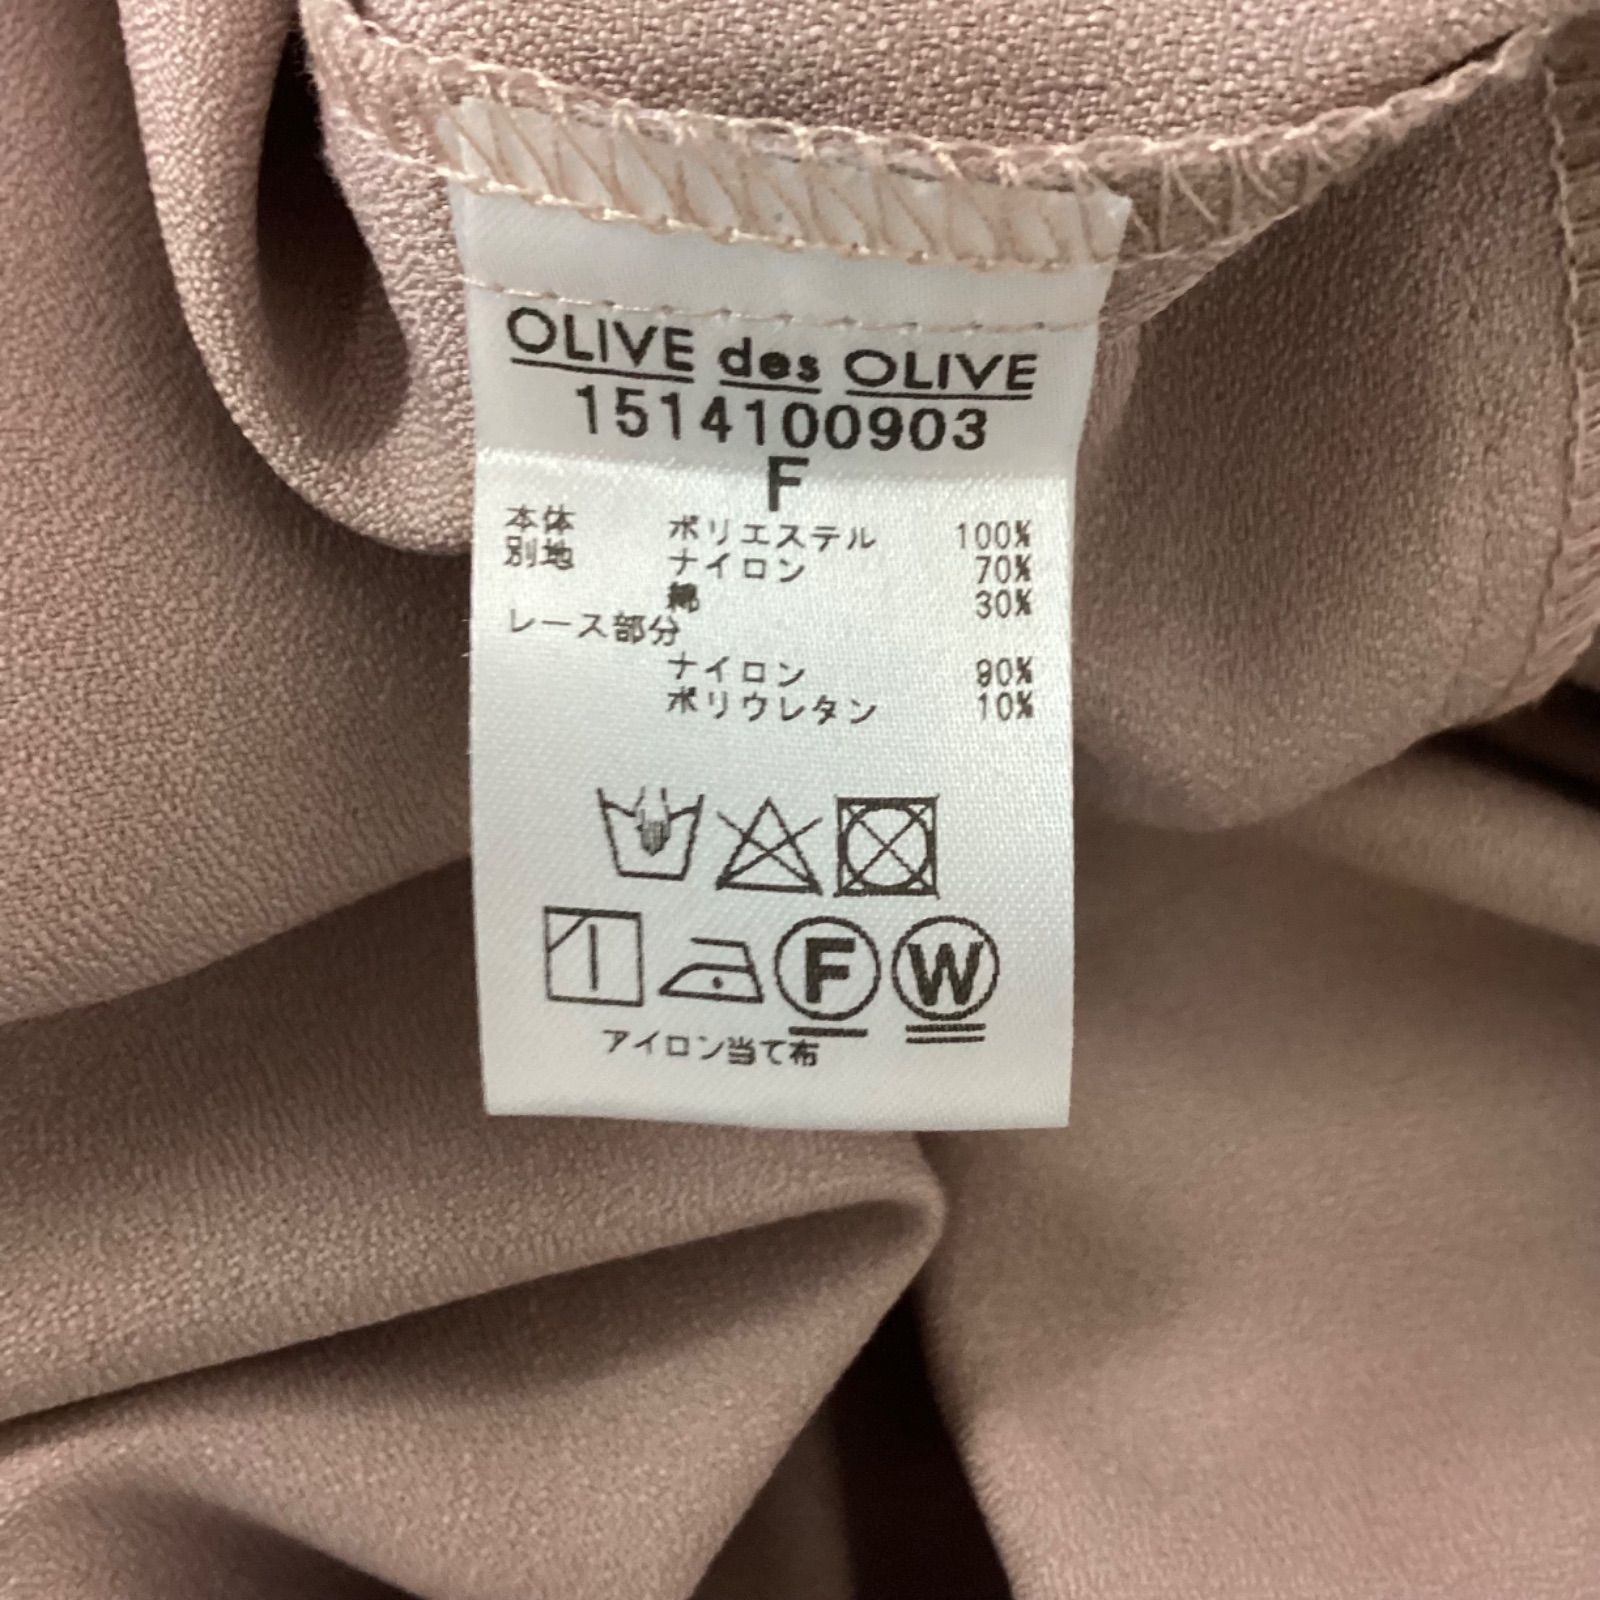 OLIVE des OLIVE
1514100903
F
本体 ポリエステル 100%
別地 ナイロン 70%
綿 30%
レース部分
ナイロン 90%
ポリウレタン 10%
F W
アイロン当て布